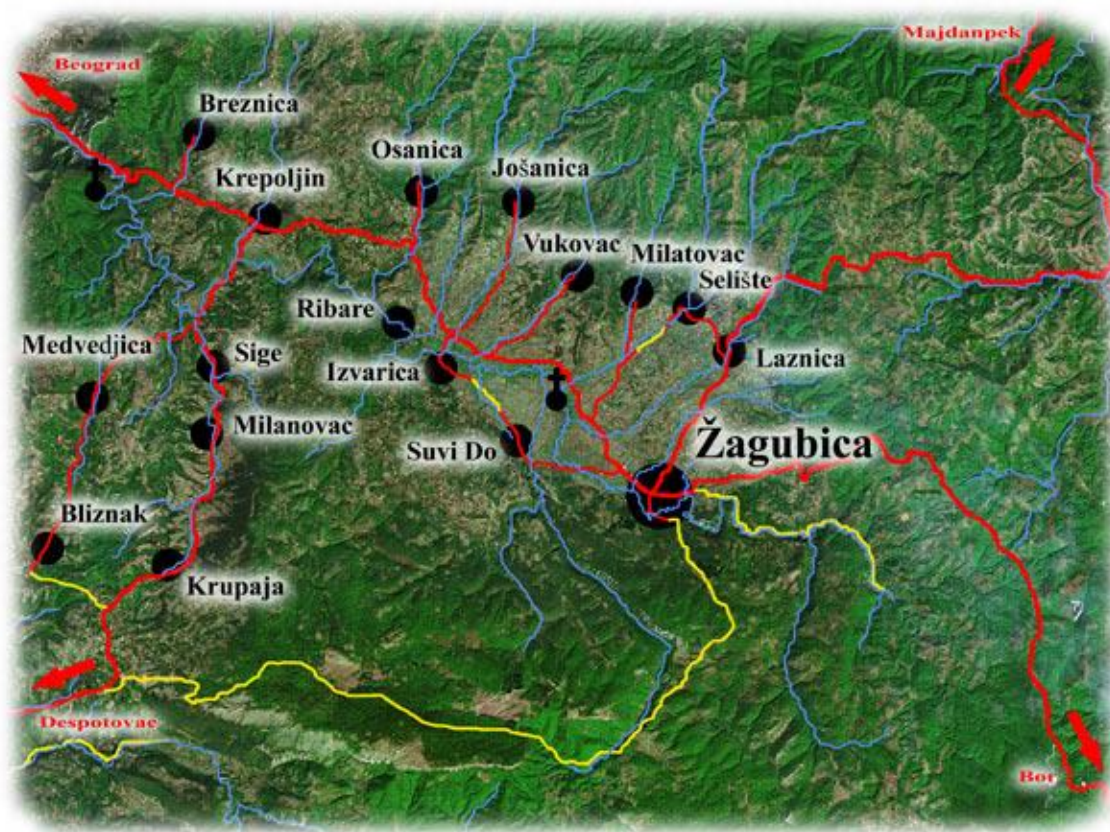 Majdanpek
Beograd
Breznica
Osanica
Jošanica
Krepoljin
Vukovac
Milatovac
Selište
Ribare
Medvedjica
Sige
Izvarica
Laznica
Milanovac
Suvi Do
Žagubica
Bliznak
Krupaja
Despotovac
Bor